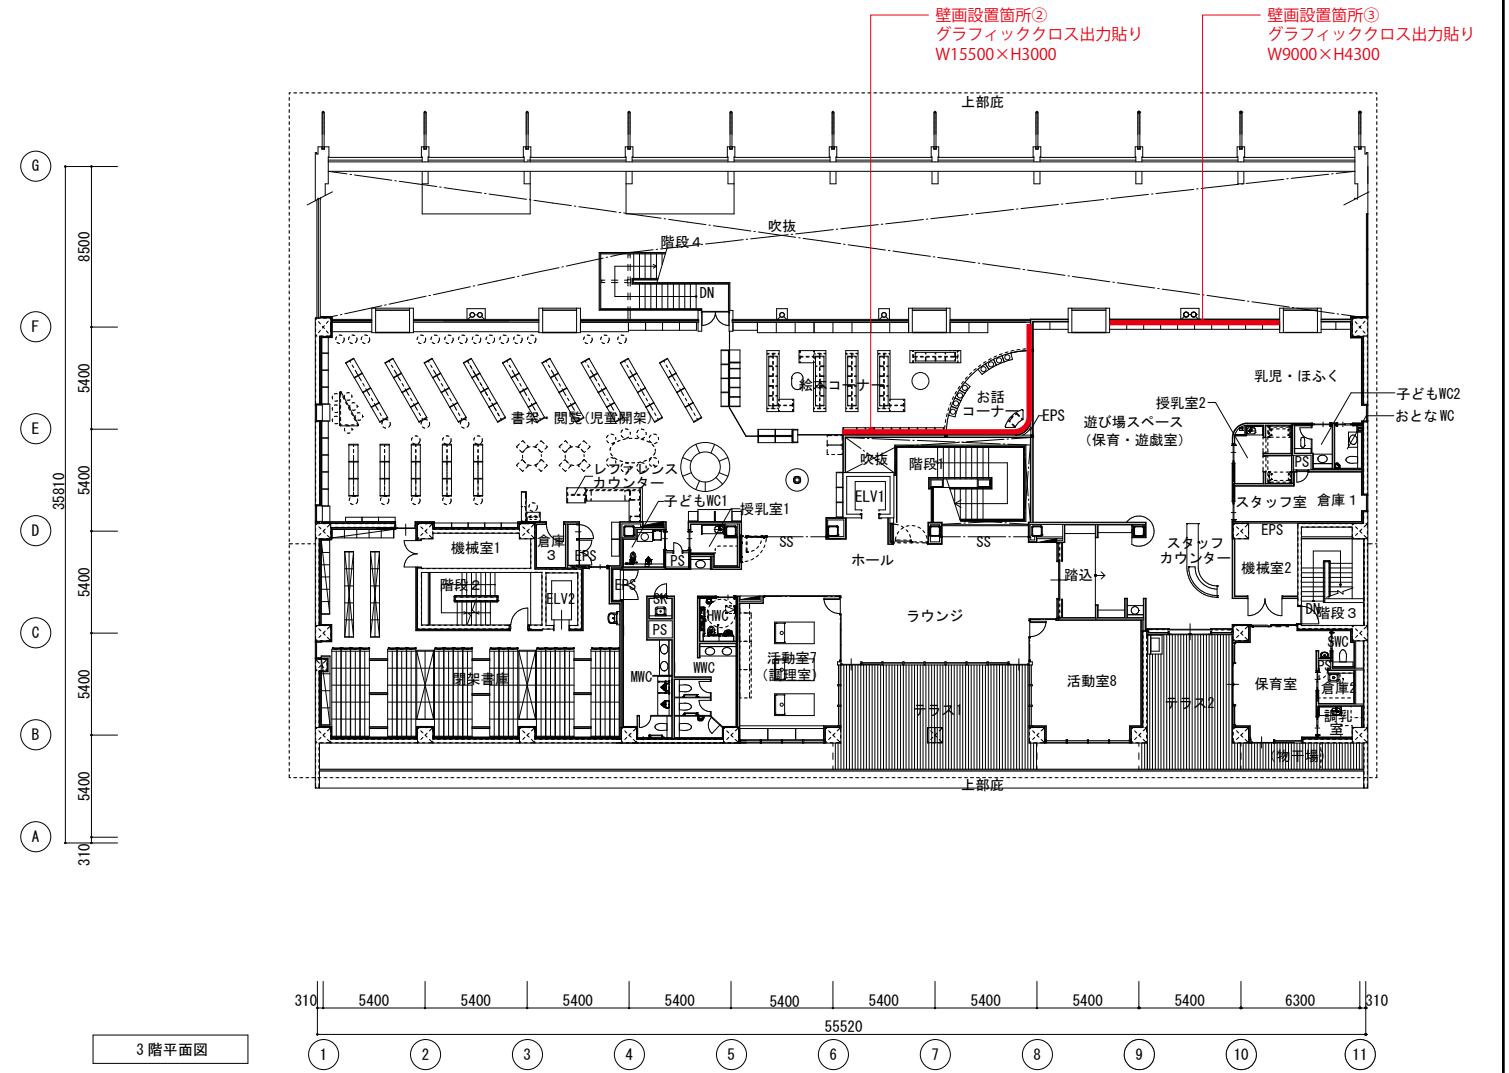 壁画設置箇所②
グラフィッククロス出力貼り
W15500×H3000
壁画設置箇所③
グラフィッククロス出力貼り
W9000×H4300
上部庇
G
8500
吹抜
階段4
DN
F
5400
絵本コーナー
お話
コーナー
EPS
乳児・ほふく
子どもWC2
おとなWC
授乳室2
遊び場スペース
(保育・遊戯室)
書架・閲覧(児童開架)
E
35810
5400
レファレンス
カウンター
吹抜
階段1
ELV1
PS
スタッフ室
倉庫1
子どもWC1
授乳室1
D
機械室1
倉庫
3
EPS
PS
SS
SS
ホール
スタッフ
カウンター
EPS
機械室2
5400
階段2
ELV2
EPS
SK
PS
HWC
踏込
DN
階段3
C
ラウンジ
SWC
PS
5400
閉架書庫
MWC
WWC
活動室7
(調理室)
活動室8
保育室
倉庫2
テラス1
テラス2
調乳
室
B
(物干場)
5400
上部庇
A
310
310
5400
5400
5400
5400
5400
5400
5400
5400
5400
6300
310
55520
3階平面図
1
2
3
4
5
6
7
8
9
10
11